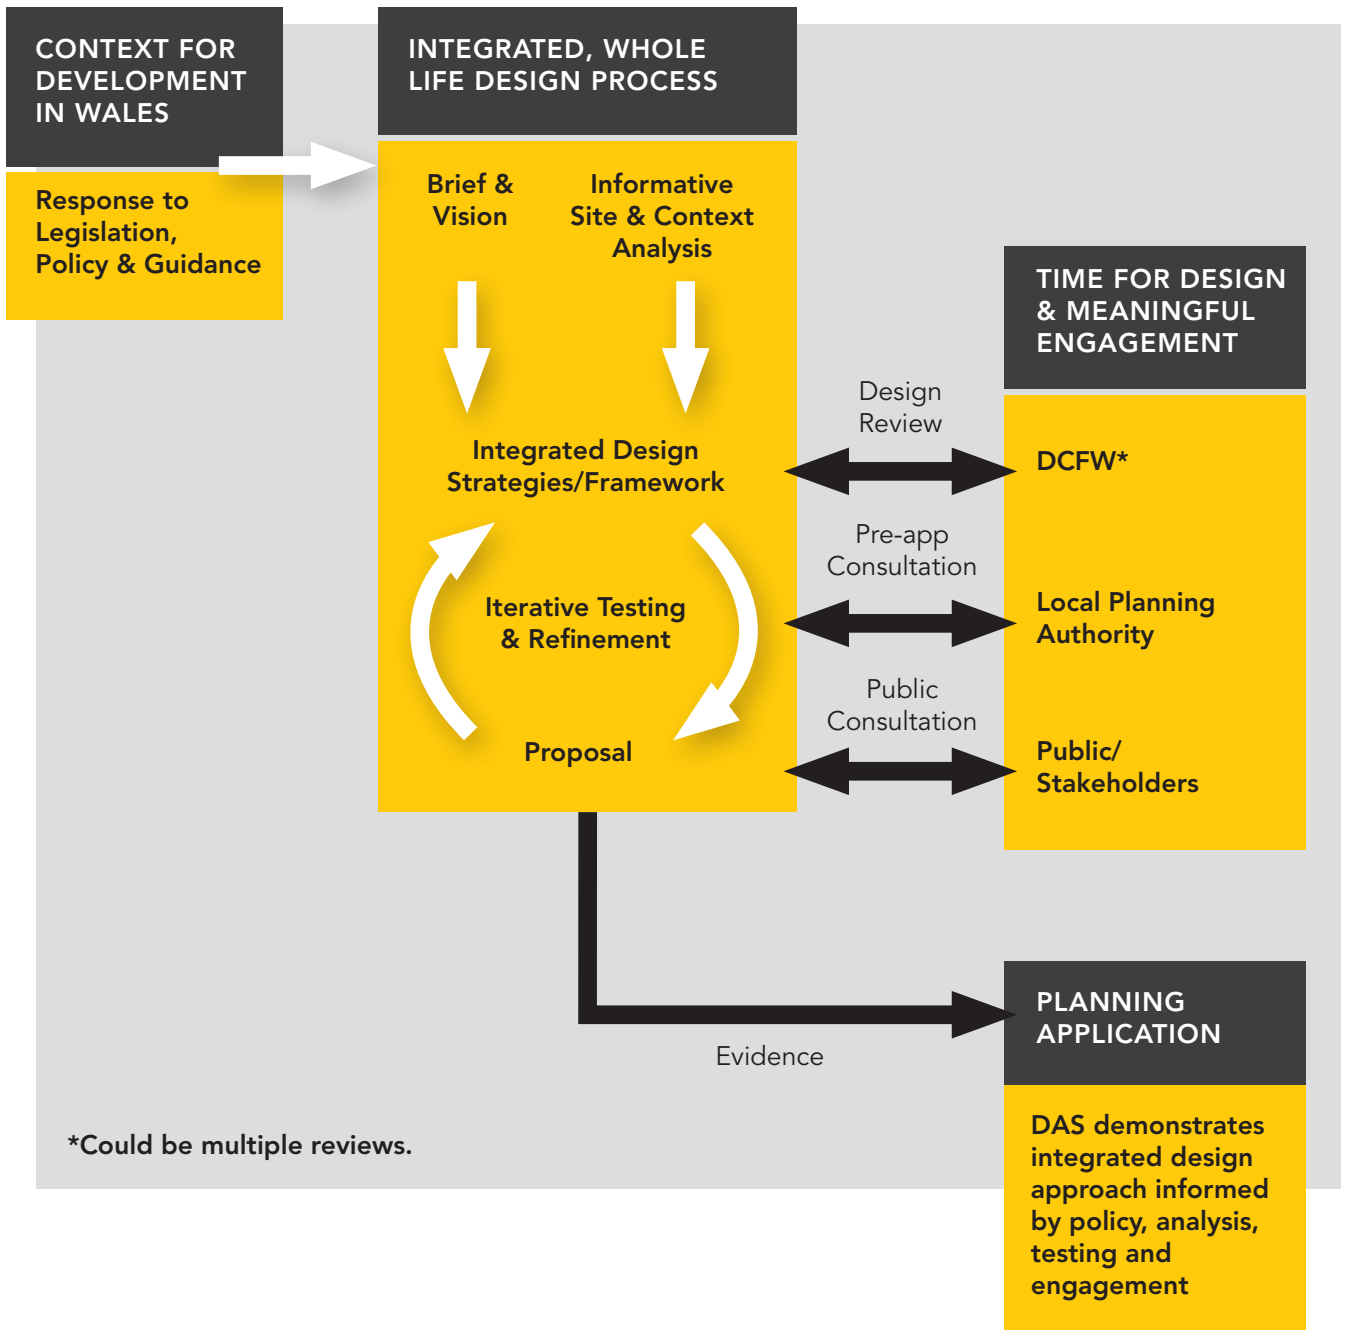 CONTEXT FOR
DEVELOPMENT
IN WALES
Response to
Legislation,
Policy & Guidance
INTEGRATED, WHOLE
LIFE DESIGN PROCESS
Brief &
Vision
Informative
Site & Context
Analysis
Integrated Design
Strategies/Framework
Iterative Testing
& Refinement
Proposal
Design
Review
Pre-app
Consultation
Public
Consultation
TIME FOR DESIGN
& MEANINGFUL
ENGAGEMENT
DCFW*
Local Planning
Authority
Public/
Stakeholders
Evidence
PLANNING
APPLICATION
DAS demonstrates
integrated design
approach informed
by policy, analysis,
testing and
engagement
*Could be multiple reviews.